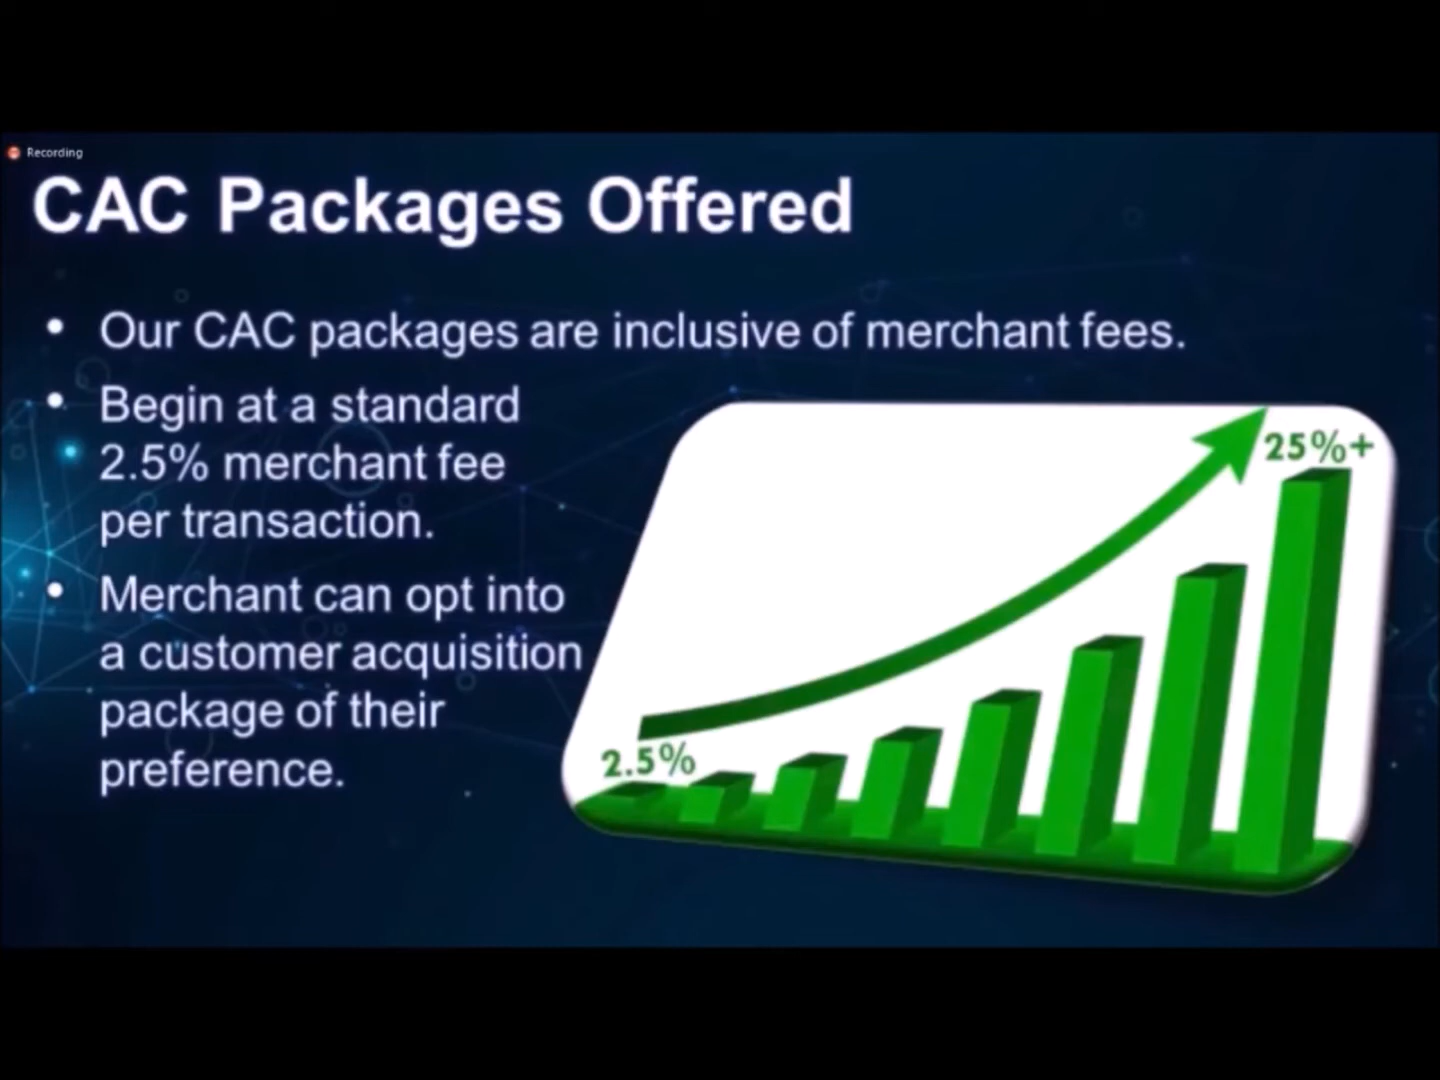 Recording
CAC Packages Offered
• Our CAC packages are inclusive of merchant fees.
• Begin at a standard
2.5% merchant fee
per transaction.
• Merchant can opt into
a customer acquisition
package of their
preference.
25%+
2.5%